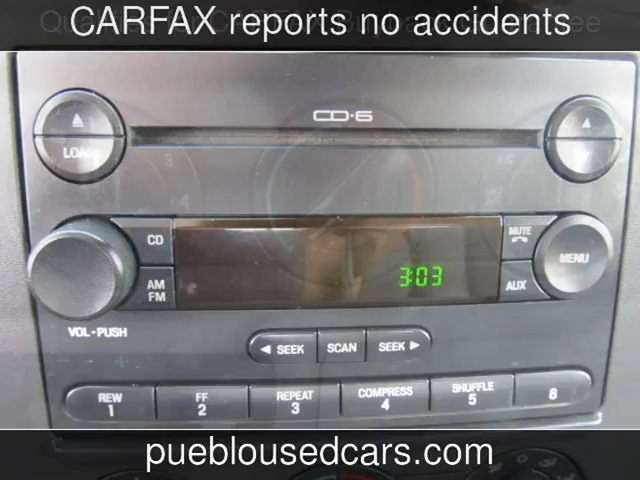 CARFAX reports no accidents
CD·6
LOAD
CD
AM
FM
VOL-PUSH
3:03
MUTE
AUX
MENU
SEEK
SCAN
SEEK
REW
1
FF
2
REPEAT
3
COMPRESS
4
SHUFFLE
5
6
pueblousedcars.com